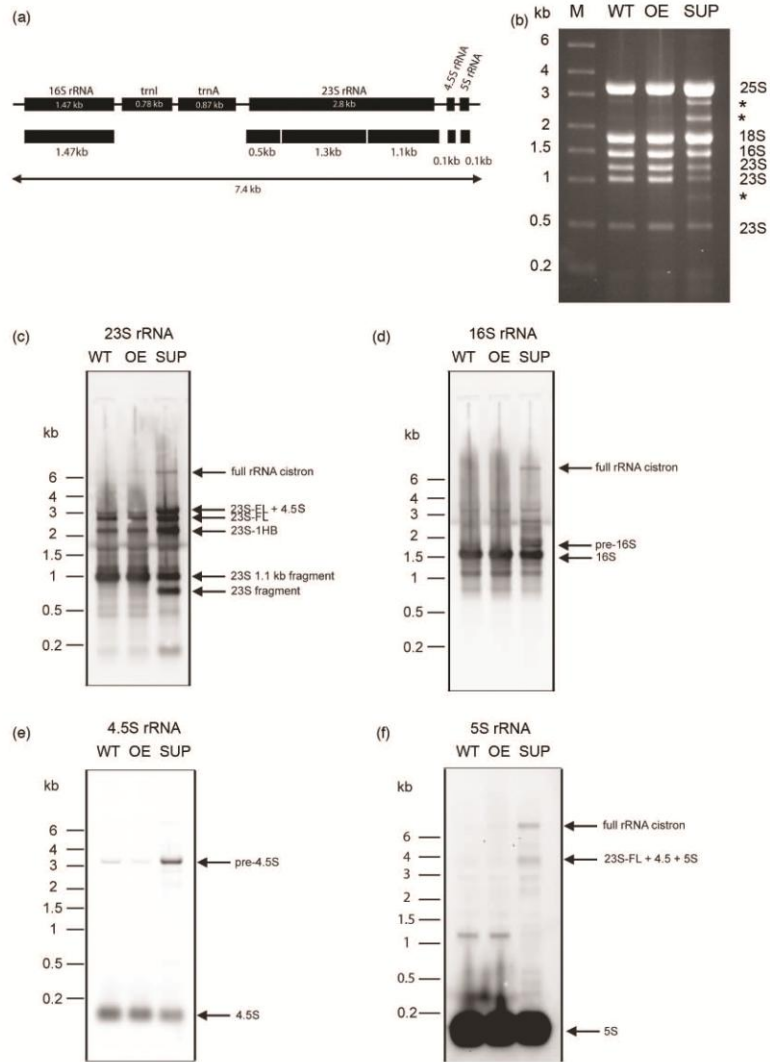 (a)
16S rRNA trnI trnA 23S rRNA 4.5S rRNA 5S rRNA
1.47 kb 0.78 kb 0.87 kb 2.8 kb
1.47kb 0.5kb 1.3kb 1.1kb 0.1kb 0.1kb
7.4 kb
(b)
kb M WT OE SUP
6
4
3
2
1.5
1
0.5
0.2
25S
*
*
18S
16S
23S
23S
*
23S
(c)
23S rRNA
WT OE SUP
kb
6
4
3
2
1.5
1
0.5
0.2
full rRNA cistron
23S-FL + 4.5S
23S-FL
23S-1HB
23S 1.1 kb fragment
23S fragment
(d)
16S rRNA
WT OE SUP
kb
6
4
3
2
1.5
1
0.5
0.2
full rRNA cistron
pre-16S
16S
(e)
4.5S rRNA
WT OE SUP
kb
6
4
3
2
1.5
1
0.5
0.2
pre-4.5S
4.5S
(f)
5S rRNA
WT OE SUP
kb
6
4
3
2
1.5
1
0.5
0.2
full rRNA cistron
23S-FL + 4.5 + 5S
5S